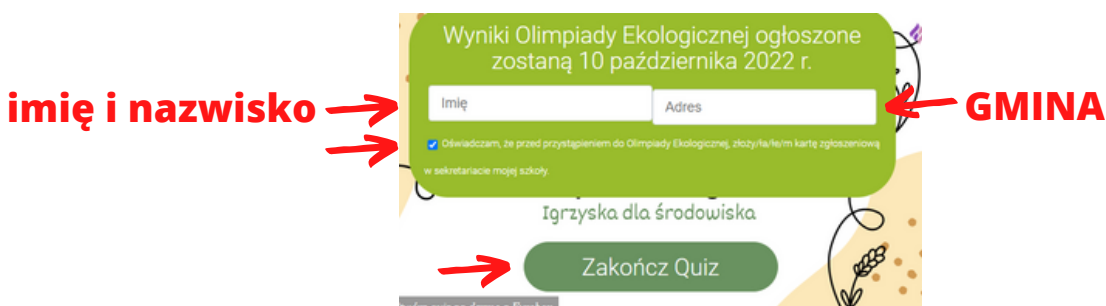 Wyniki Olimpiady Ekologicznej ogłoszone
zostaną 10 października 2022 r.
imię i nazwisko
Imię
Adres
GMINA
Oświadczam, że przed przystąpieniem do Olimpiady Ekologicznej, złoży/ła/łe/m kartę zgłoszeniową
w sekretariacie mojej szkoły.
Igrzyska dla środowiska
Zakończ Quiz